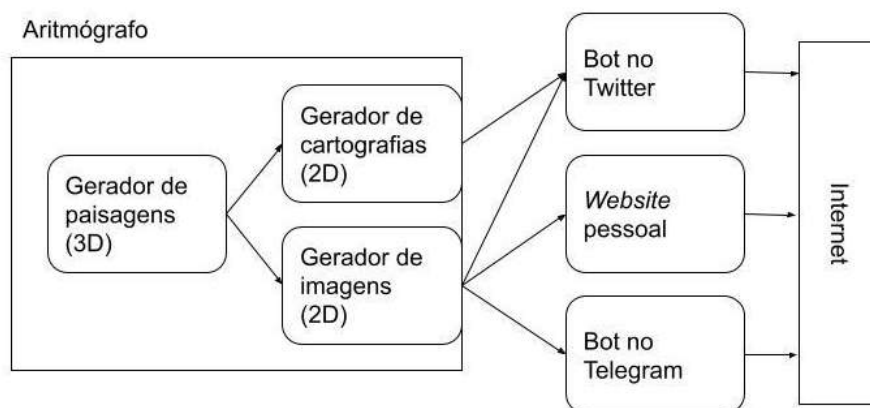 Aritmógrafo
Gerador de
paisagens
(3D)
Gerador de
cartografias
(2D)
Gerador de
imagens
(2D)
Bot no
Twitter
Website
pessoal
Bot no
Telegram
Internet